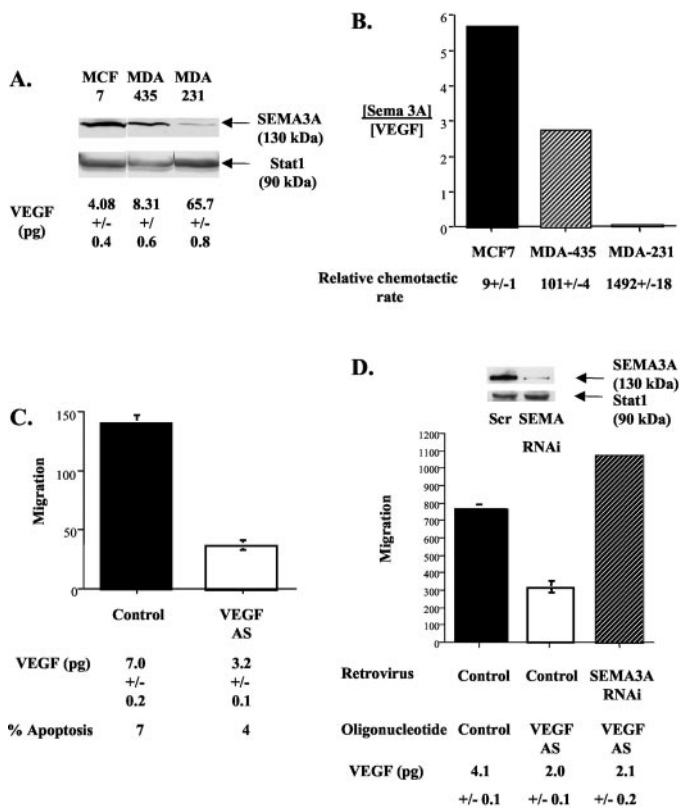 A.
MCF MDA MDA
7 435 231
SEMA3A
(130 kDa)
Stat1
(90 kDa)
VEGF 4.08 8.31 65.7
(pg) +/- +/ +/-
0.4 0.6 0.8
B.
[Sema 3A]
[VEGF]
6
5
4
3
2
1
0
MCF7 MDA-435 MDA-231
Relative chemotactic 9+/-1 101+/-4 1492+/-18
rate
C.
Migration
150
100
50
0
Control VEGF
AS
VEGF (pg) 7.0 3.2
+/- +/-
0.2 0.1
% Apoptosis 7 4
D.
SEMA3A
(130 kDa)
Stat1
(90 kDa)
Scr SEMA
RNAi
Migration
1200
1100
1000
900
800
700
600
500
400
300
200
100
0
Retrovirus Control Control SEMA3A
RNAi
Oligonucleotide Control VEGF VEGF
AS AS
VEGF (pg) 4.1 2.0 2.1
+/- 0.1 +/- 0.1 +/- 0.2